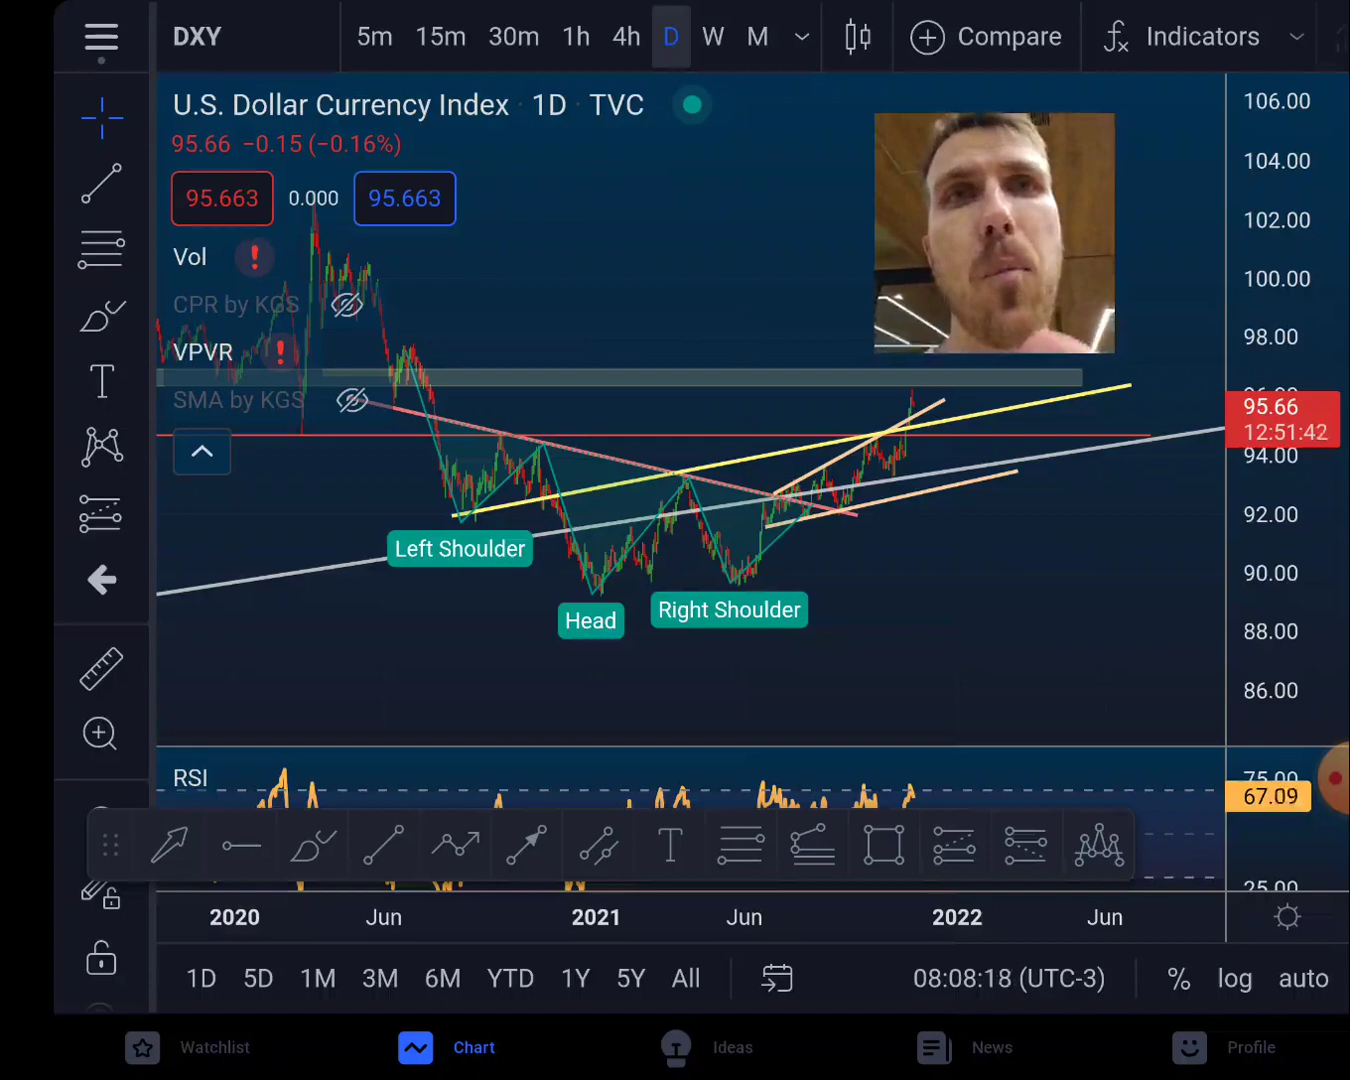 DXY
5m 15m 30m 1h 4h D W M
Compare
Indicators
U.S. Dollar Currency Index · 1D · TVC
95.66 −0.15 (−0.16%)
95.663 0.000 95.663
Vol
CPR by KGS
VPVR
SMA by KGS
Left Shoulder
Head
Right Shoulder
106.00
104.00
102.00
100.00
98.00
95.66
12:51:42
94.00
92.00
90.00
88.00
86.00
RSI
75.00
67.09
25.00
2020 Jun 2021 Jun 2022 Jun
1D 5D 1M 3M 6M YTD 1Y 5Y All
08:08:18 (UTC-3) % log auto
Watchlist Chart Ideas News Profile